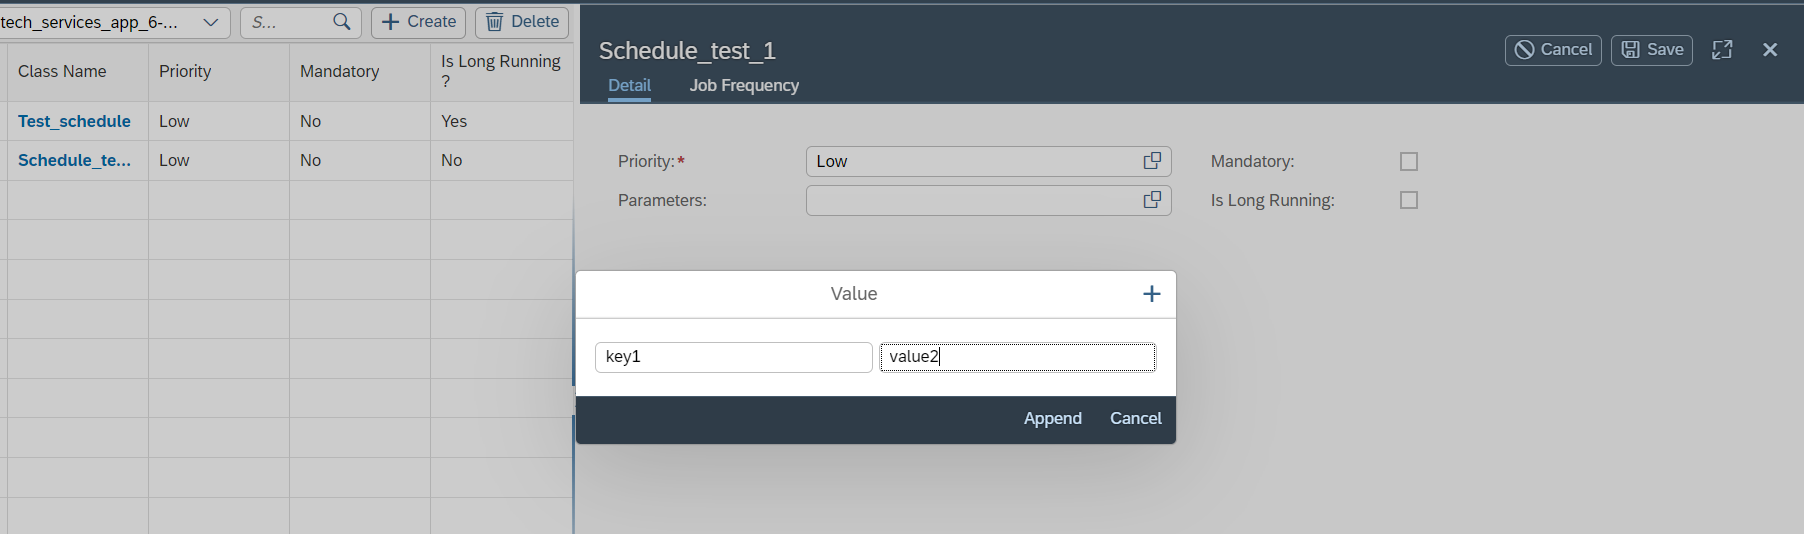 tech_services_app_6-...
S...
Create
Delete
Class Name
Priority
Mandatory
Is Long Running
?
Test_schedule
Low
No
Yes
Schedule_te...
Low
No
No
Schedule_test_1
Cancel
Save
Detail
Job Frequency
Priority:*
Low
Mandatory:
Parameters:
Is Long Running:
Value
key1
value2
Append
Cancel